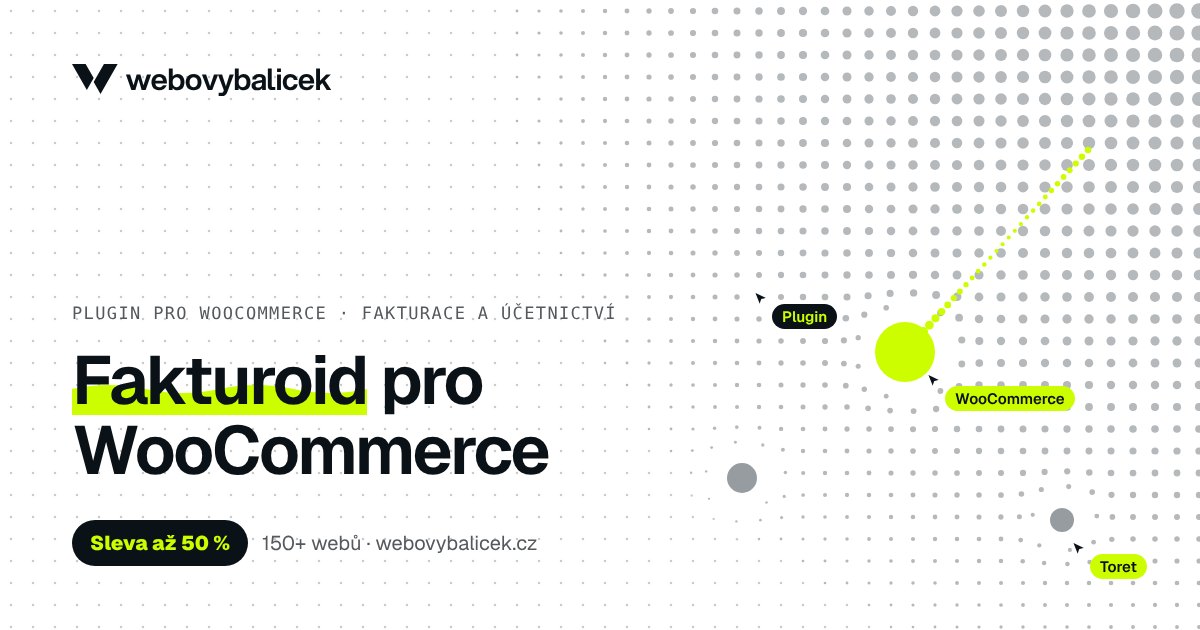 webovybalicek
PLUGIN PRO WOOCOMMERCE · FAKTURACE A ÚČETNICTVÍ
Fakturoid pro
WooCommerce
Sleva až 50 %
150+ webů · webovybalicek.cz
Plugin
WooCommerce
Toret